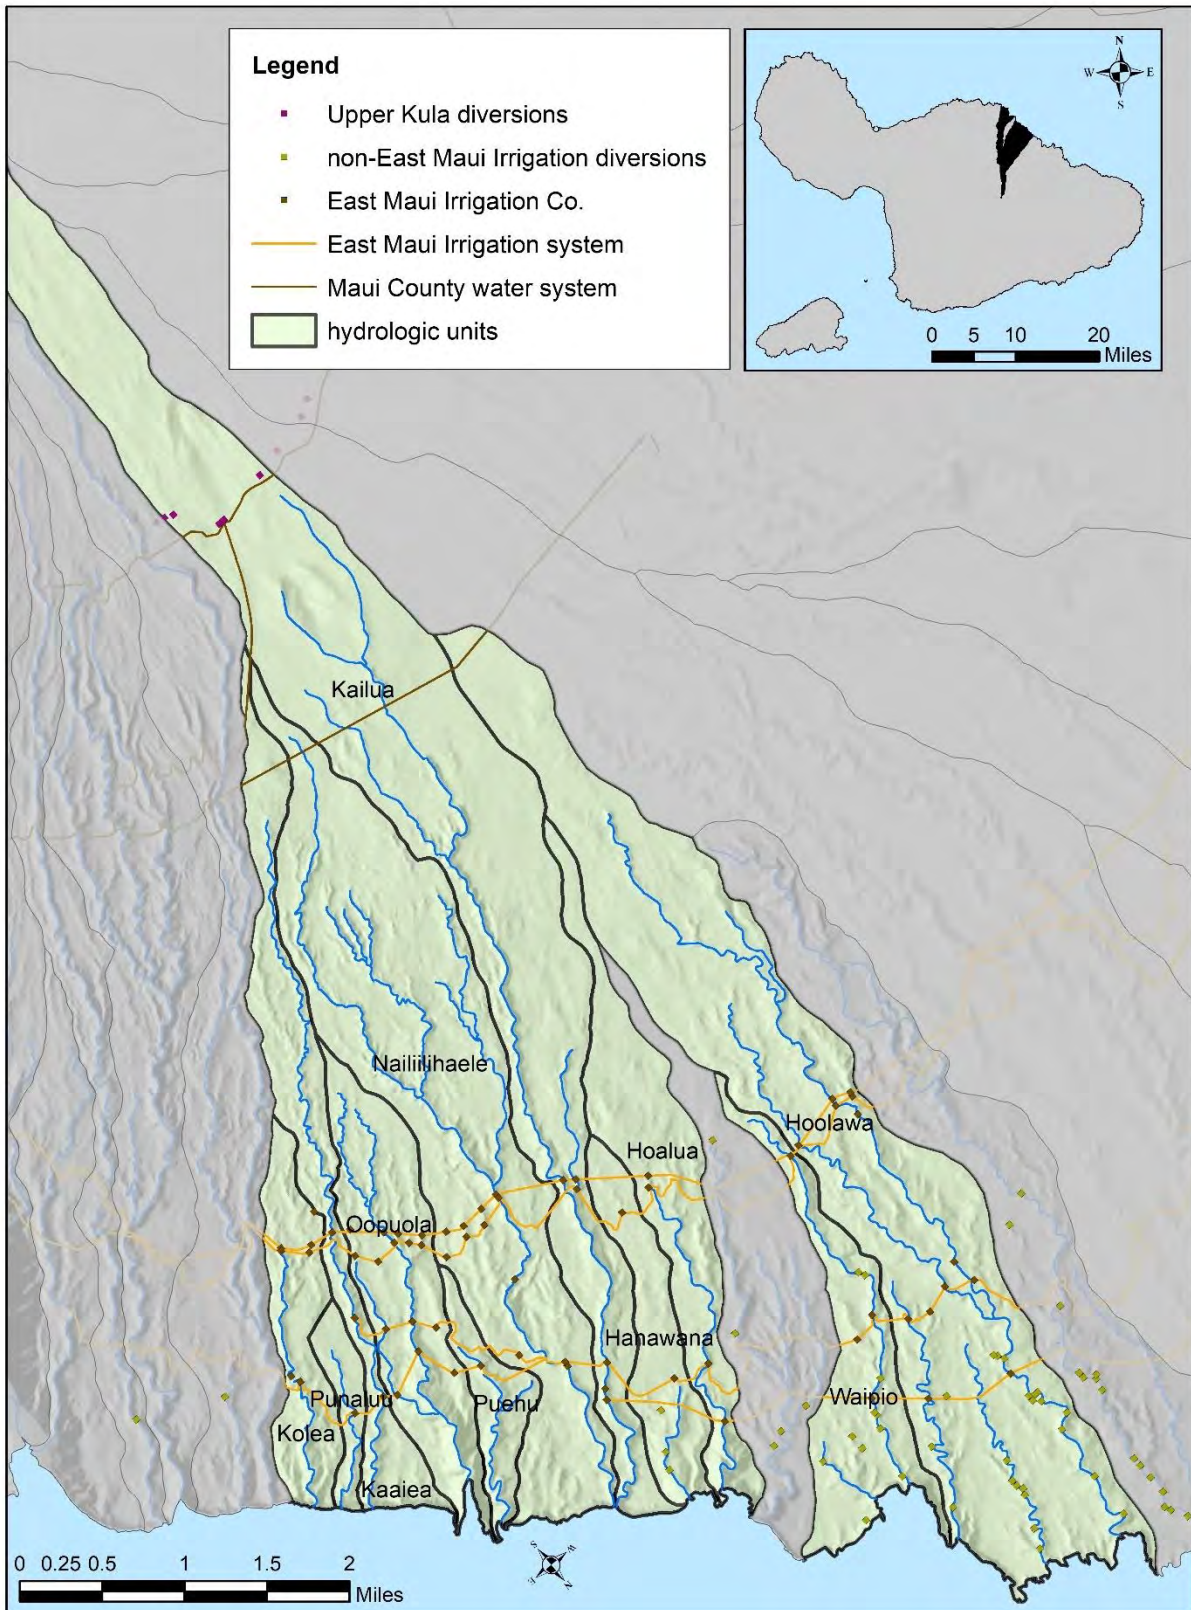 Legend
Upper Kula diversions
non-East Maui Irrigation diversions
East Maui Irrigation Co.
East Maui Irrigation system
Maui County water system
hydrologic units
N
W E
S
0 5 10 20
Miles
Kailua
Nailiilihaele
Hoolawa
Hoalua
Oopuola
Hanawana
Punaluu
Puehu
Waipio
Kolea
Kaaiea
S W
E N
0 0.25 0.5 1 1.5 2
Miles